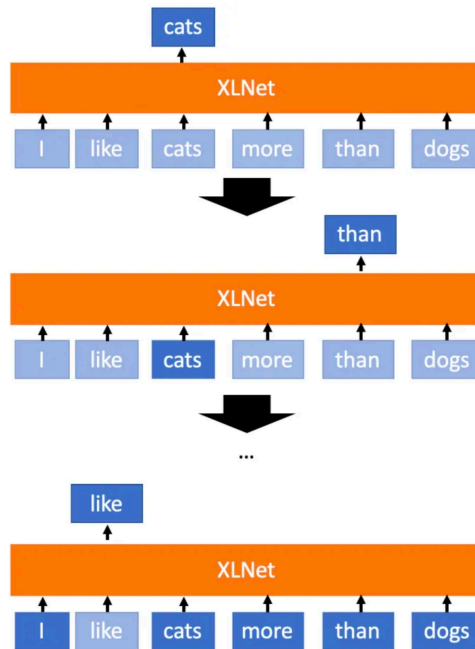 cats
XLNet
I like cats more than dogs
than
XLNet
I like cats more than dogs
...
like
XLNet
I like cats more than dogs